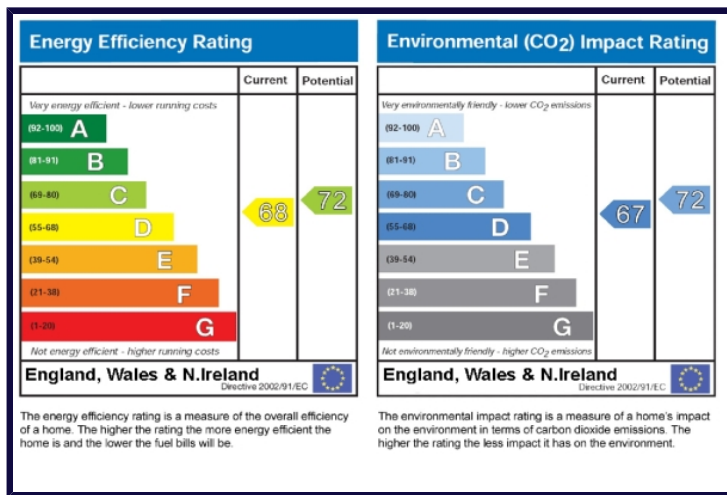 Energy Efficiency Rating
Current Potential
Very energy efficient - lower running costs
(92-100) A
(81-91) B
(69-80) C
(55-68) D
(39-54) E
(21-38) F
(1-20) G
68
72
Not energy efficient - higher running costs
England, Wales & N.Ireland
Directive 2002/91/EC
The energy efficiency rating is a measure of the overall efficiency
of a home. The higher the rating the more energy efficient the
home is and the lower the fuel bills will be.
Environmental (CO2) Impact Rating
Current Potential
Very environmentally friendly - lower CO2 emissions
(92-100) A
(81-91) B
(69-80) C
(55-68) D
(39-54) E
(21-38) F
(1-20) G
67
72
Not environmentally friendly - higher CO2 emissions
England, Wales & N.Ireland
Directive 2002/91/EC
The environmental impact rating is a measure of a home's impact
on the environment in terms of carbon dioxide emissions. The
higher the rating the less impact it has on the environment.